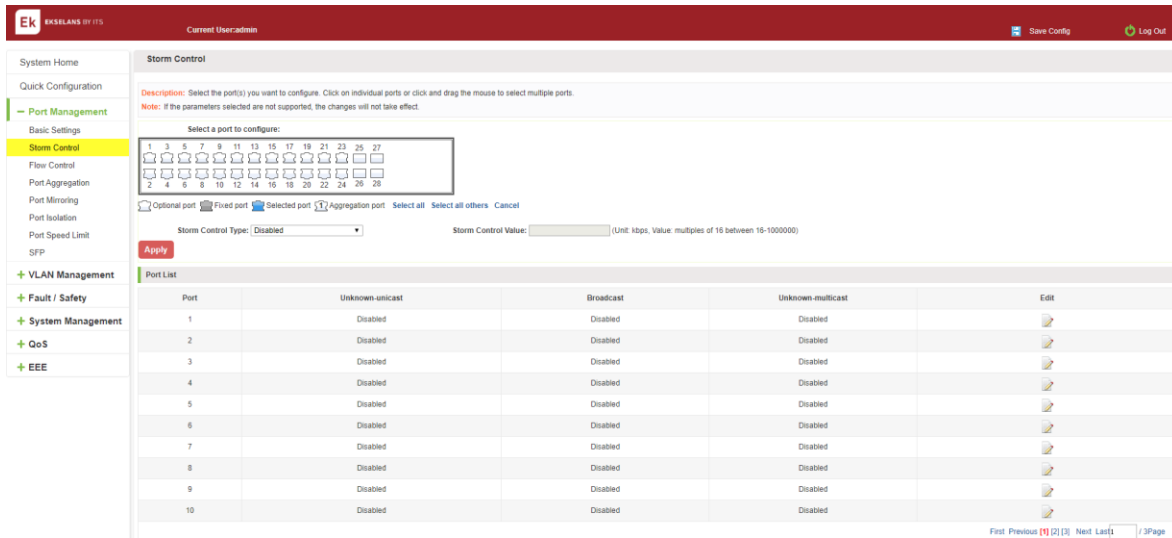 Ek EKSELANS BY ITS
Current User:admin
Save Config
Log Out
System Home
Quick Configuration
Port Management
Basic Settings
Storm Control
Flow Control
Port Aggregation
Port Mirroring
Port Isolation
Port Speed Limit
SFP
VLAN Management
Fault / Safety
System Management
QoS
EEE
Storm Control
Description: Select the port(s) you want to configure. Click on individual ports or click and drag the mouse to select multiple ports.
Note: If the parameters selected are not supported, the changes will not take effect.
Select a port to configure:
1 3 5 7 9 11 13 15 17 19 21 23 25 27
2 4 6 8 10 12 14 16 18 20 22 24 26 28
Optional port Fixed port Selected port 1 Aggregation port Select all Select all others Cancel
Storm Control Type: Disabled Storm Control Value: (Unit: kbps, Value: multiples of 16 between 16-1000000)
Apply
Port List
Port Unknown-unicast Broadcast Unknown-multicast Edit
1 Disabled Disabled Disabled
2 Disabled Disabled Disabled
3 Disabled Disabled Disabled
4 Disabled Disabled Disabled
5 Disabled Disabled Disabled
6 Disabled Disabled Disabled
7 Disabled Disabled Disabled
8 Disabled Disabled Disabled
9 Disabled Disabled Disabled
10 Disabled Disabled Disabled
First Previous [1] [2] [3] Next Last 1 / 3Page